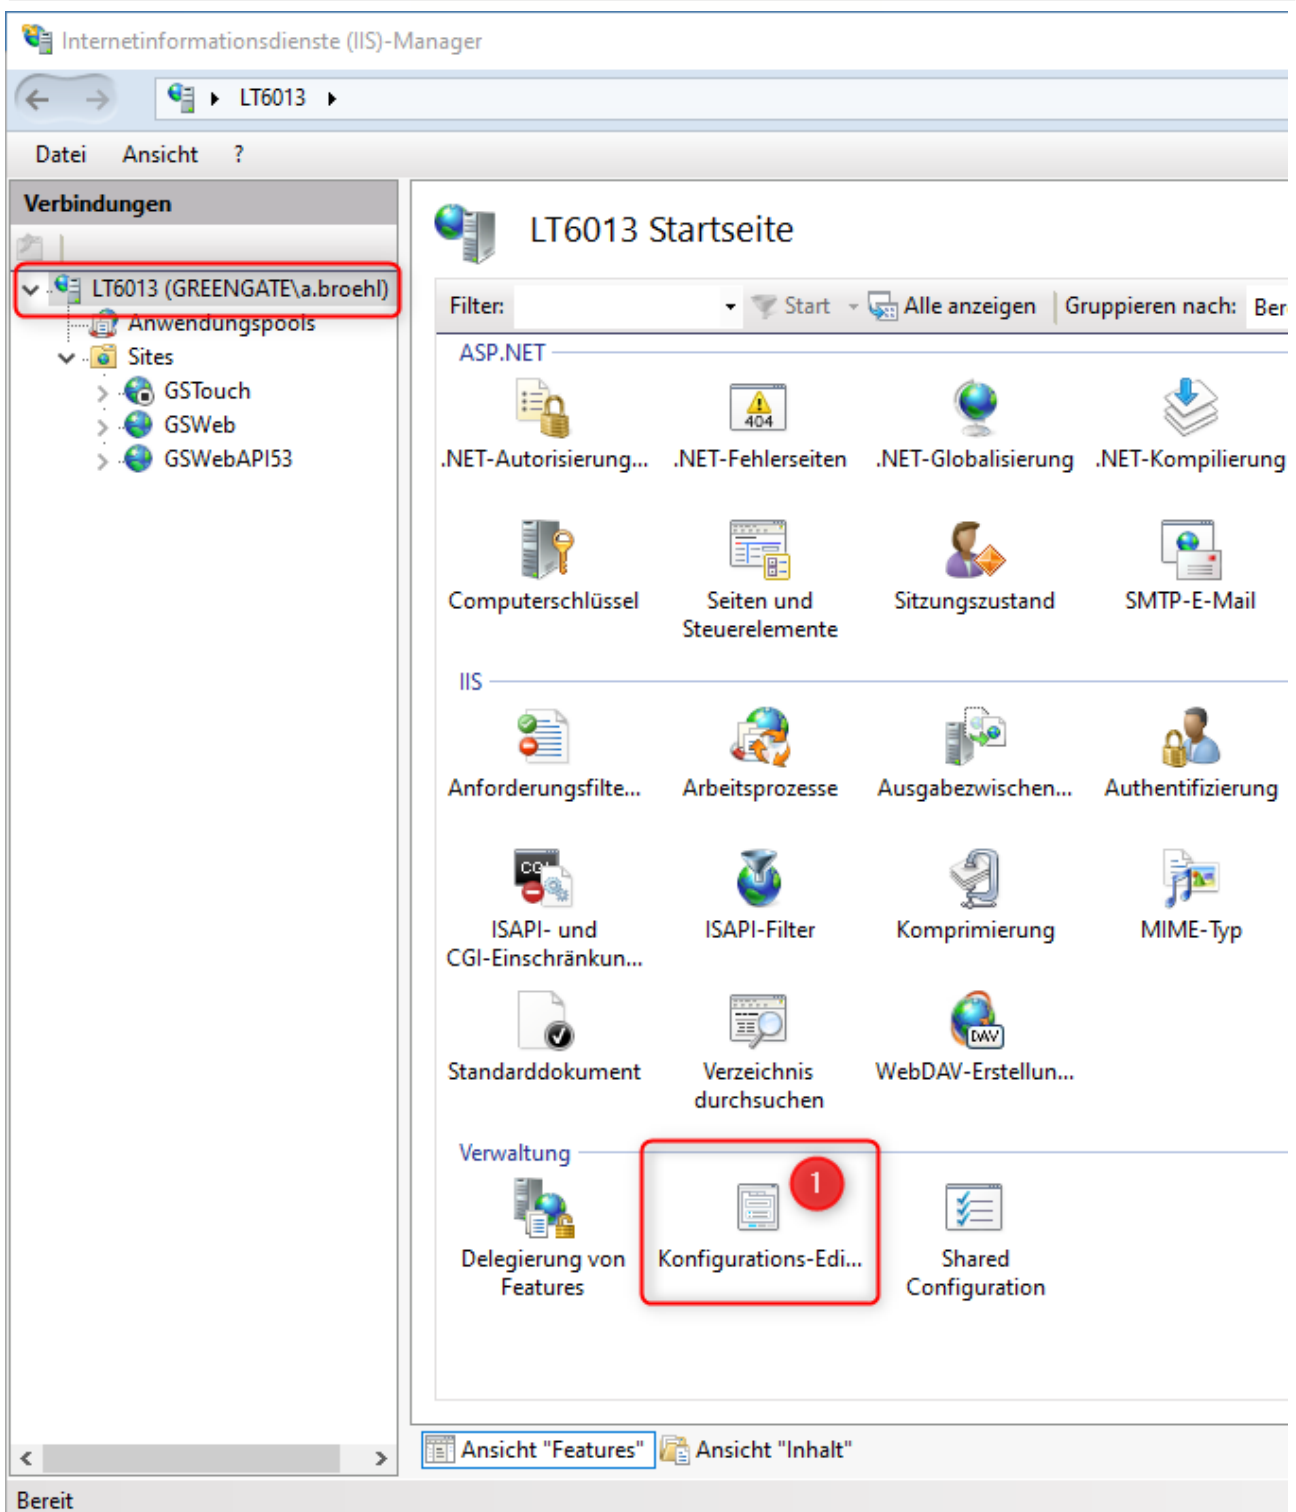 Internetinformationsdienste (IIS)-Manager
LT6013
Datei Ansicht ?
Verbindungen
LT6013 (GREENGATE\a.broehl)
Anwendungspools
Sites
GSTouch
GSWeb
GSWebAPI53
LT6013 Startseite
Filter: Start Alle anzeigen Gruppieren nach: Ber
ASP.NET
404
.NET-Autorisierung... .NET-Fehlerseiten .NET-Globalisierung .NET-Kompilierung
Computerschlüssel Seiten und Sitzungszustand SMTP-E-Mail
Steuerelemente
IIS
Anforderungsfilte... Arbeitsprozesse Ausgabezwischen... Authentifizierung
ISAPI- und ISAPI-Filter Komprimierung MIME-Typ
CGI-Einschränkun...
DAV
Standarddokument Verzeichnis WebDAV-Erstellun...
durchsuchen
Verwaltung
1
Delegierung von Konfigurations-Edi... Shared
Features Configuration
Ansicht "Features" Ansicht "Inhalt"
Bereit